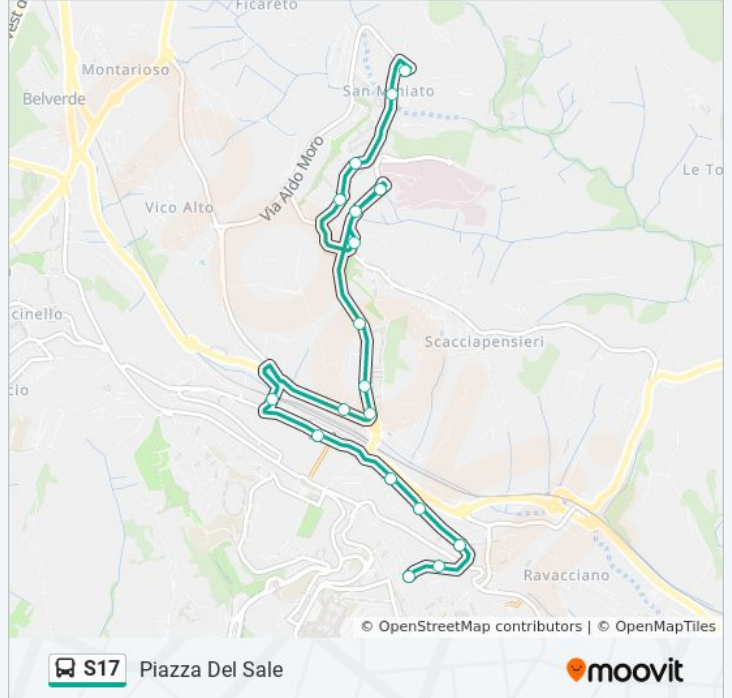 Ficareto
vest d
Montarioso
San Miniato
Belverde
Via Aldo Moro
Le To
Vico Alto
cinello
Scacciapensieri
cio
Ravacciano
© OpenStreetMap contributors | © OpenMapTiles
S17 Piazza Del Sale
moovit